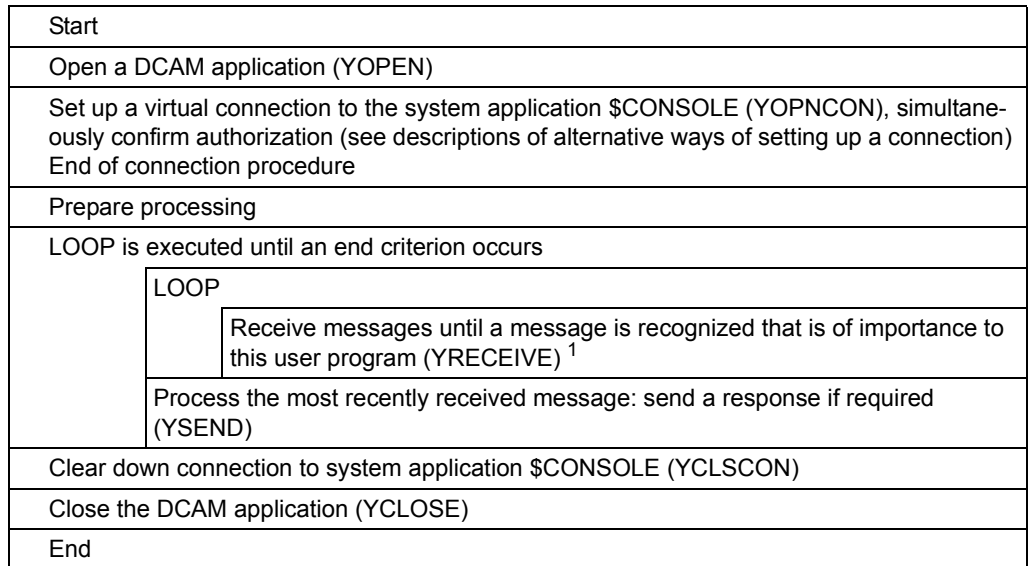 Start
Open a DCAM application (YOPEN)
Set up a virtual connection to the system application $CONSOLE (YOPNCON), simultane-
ously confirm authorization (see descriptions of alternative ways of setting up a connection)
End of connection procedure
Prepare processing
LOOP is executed until an end criterion occurs
LOOP
Receive messages until a message is recognized that is of importance to
this user program (YRECEIVE) 1
Process the most recently received message: send a response if required
(YSEND)
Clear down connection to system application $CONSOLE (YCLSCON)
Close the DCAM application (YCLOSE)
End